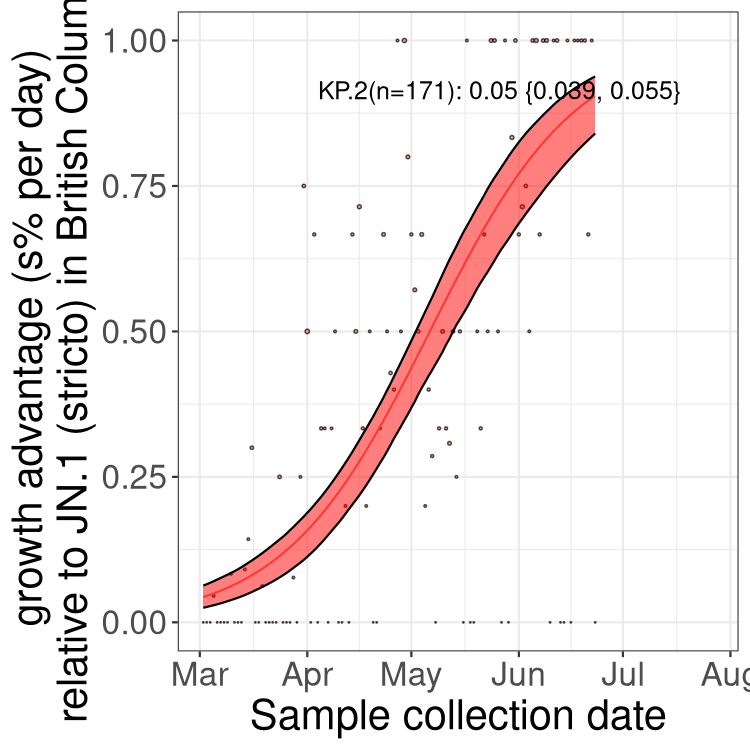 growth advantage (s% per day)
relative to JN.1 (stricto) in British Colum
1.00
0.75
0.50
0.25
0.00
KP.2(n=171): 0.05 {0.039, 0.055}
Mar Apr May Jun Jul Aug
Sample collection date